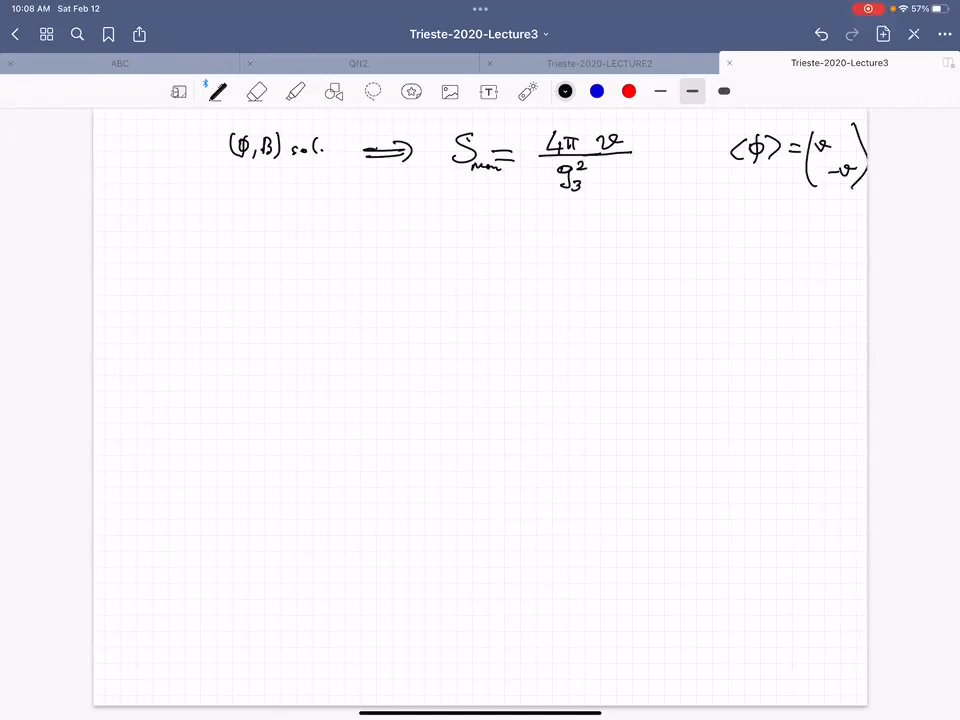 10:08 AM Sat Feb 12
57%
Trieste-2020-Lecture3
ABC
Qft2.
Trieste-2020-LECTURE2
Trieste-2020-Lecture3
(ϕ, B) sol. ⟹ S_mon = 4π v / g_3^2 <ϕ> = (v -v)